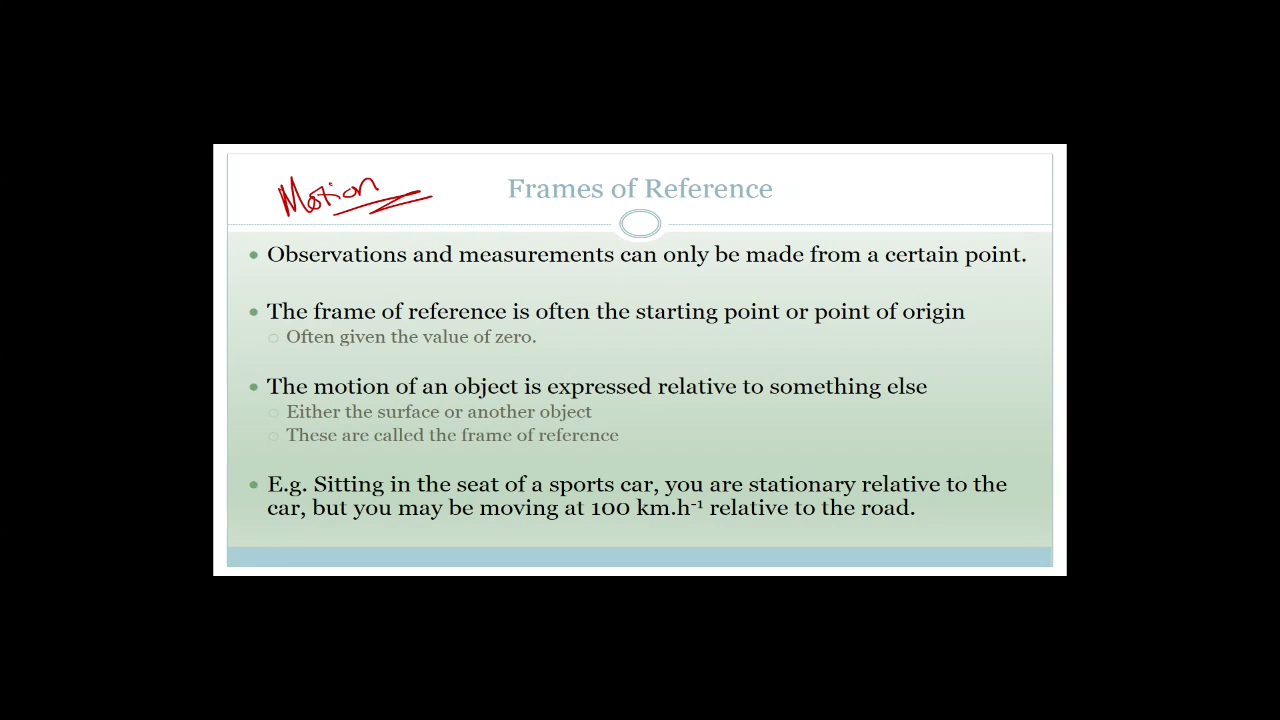 Motion
Frames of Reference
• Observations and measurements can only be made from a certain point.
• The frame of reference is often the starting point or point of origin
○ Often given the value of zero.
• The motion of an object is expressed relative to something else
○ Either the surface or another object
○ These are called the frame of reference
• E.g. Sitting in the seat of a sports car, you are stationary relative to the
car, but you may be moving at 100 km.h⁻¹ relative to the road.